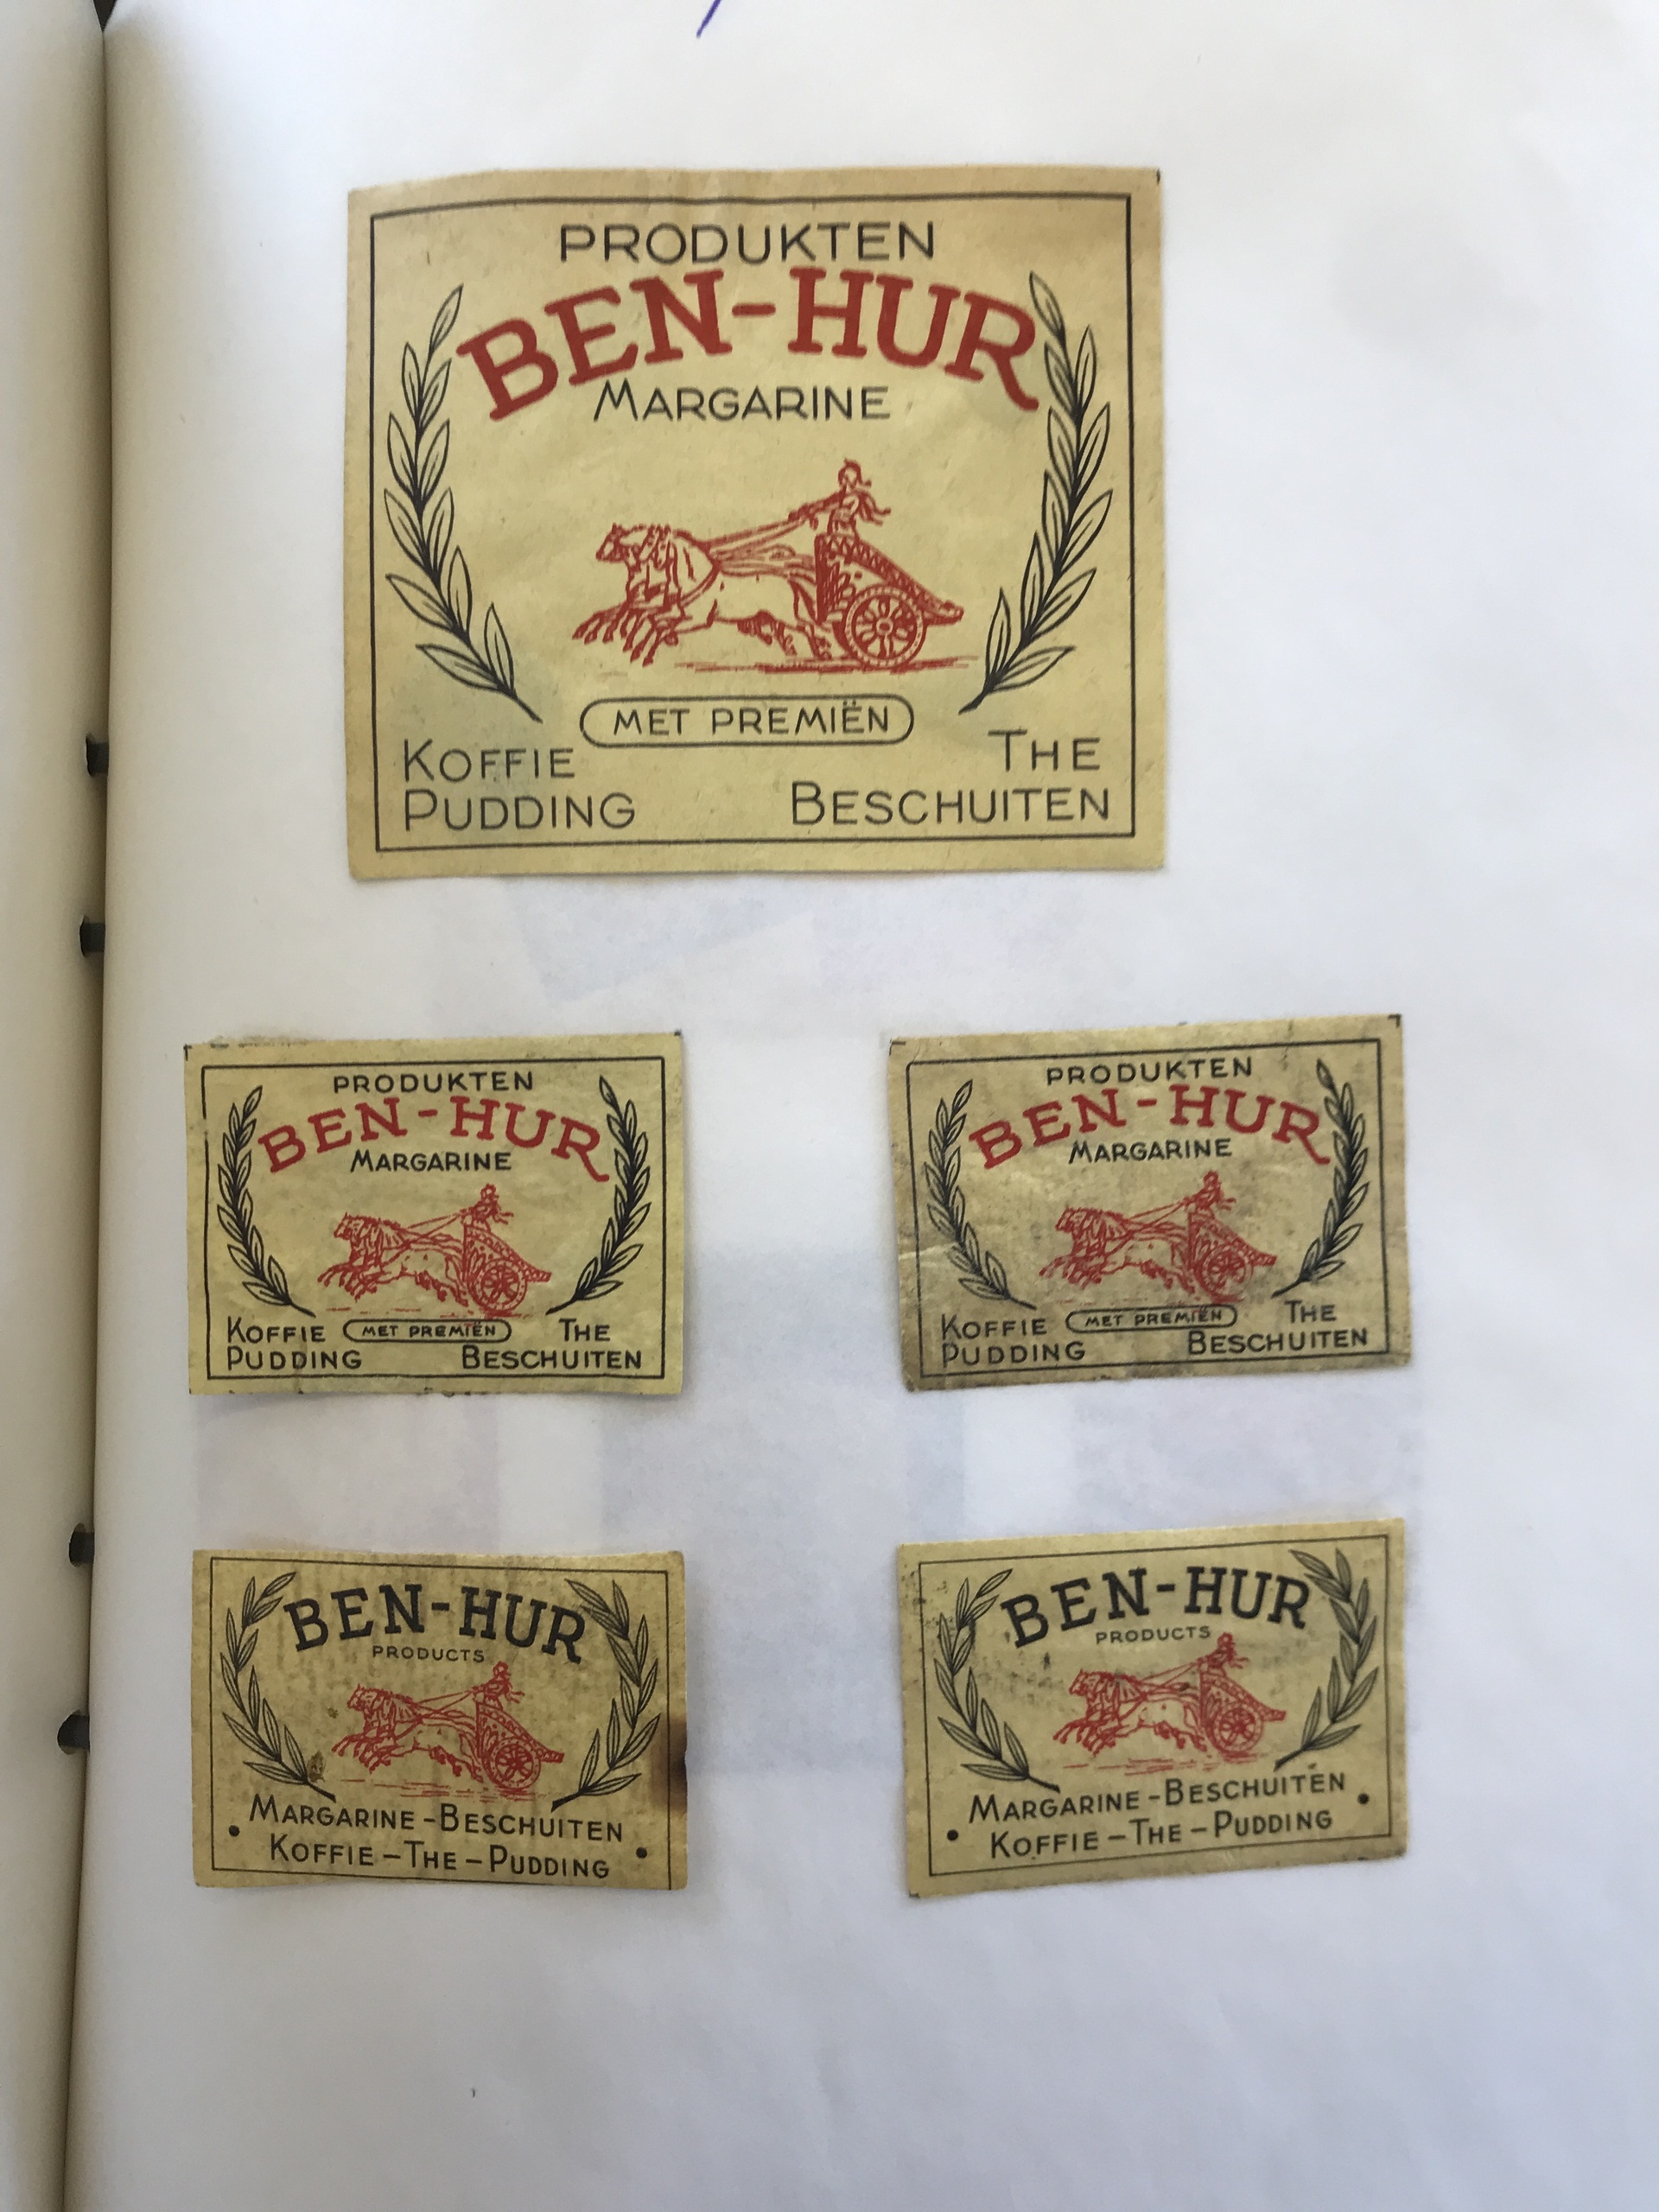 PRODUKTEN
BEN-HUR
MARGARINE
MET PREMIËN
KOFFIE
PUDDING
THE
BESCHUITEN
PRODUKTEN
BEN-HUR
MARGARINE
KOFFIE
PUDDING
MET PREMIËN
THE
BESCHUITEN
PRODUKTEN
BEN-HUR
MARGARINE
KOFFIE
PUDDING
MET PREMIËN
THE
BESCHUITEN
BEN-HUR
PRODUCTS
MARGARINE-BESCHUITEN
KOFFIE-THE-PUDDING
BEN-HUR
PRODUCTS
MARGARINE-BESCHUITEN
KOFFIE-THE-PUDDING